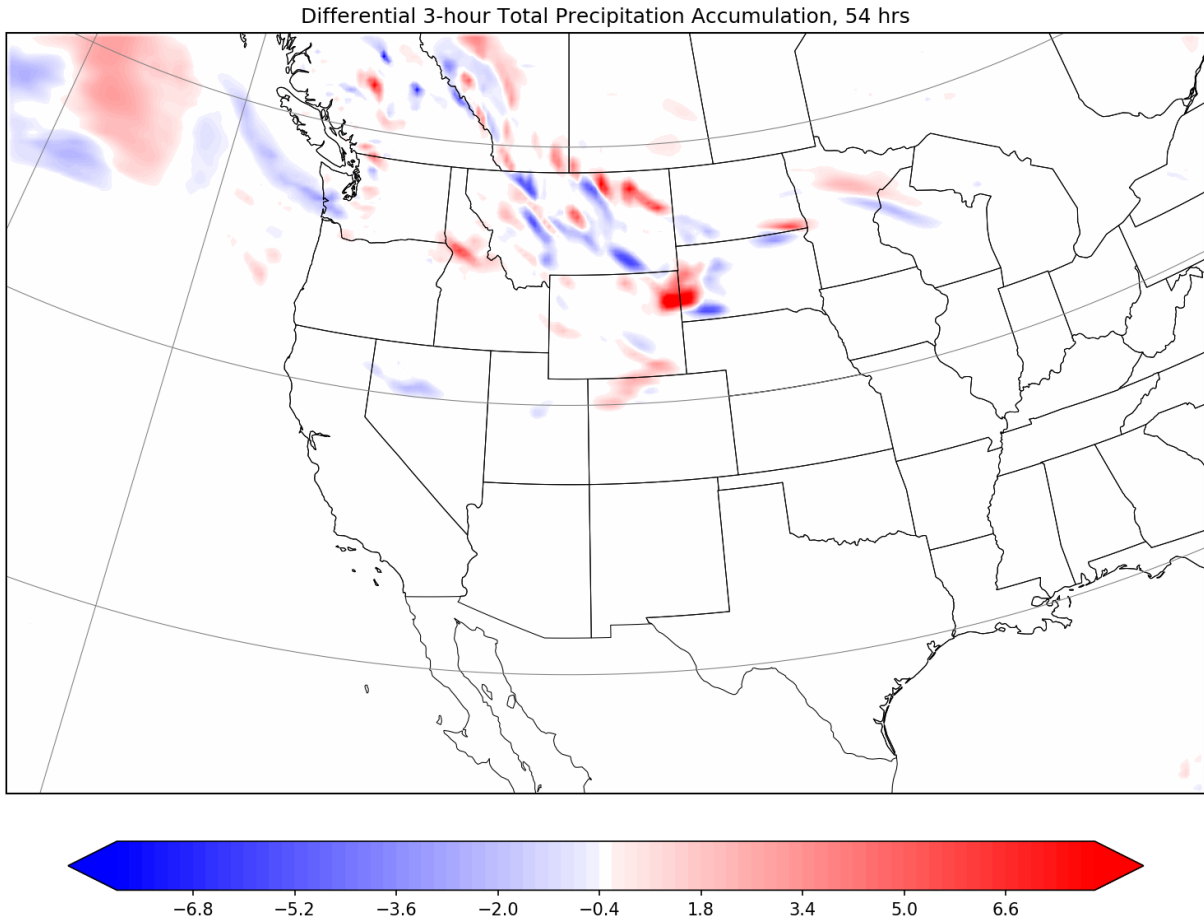 Differential 3-hour Total Precipitation Accumulation, 54 hrs
−6.8 −5.2 −3.6 −2.0 −0.4 1.8 3.4 5.0 6.6